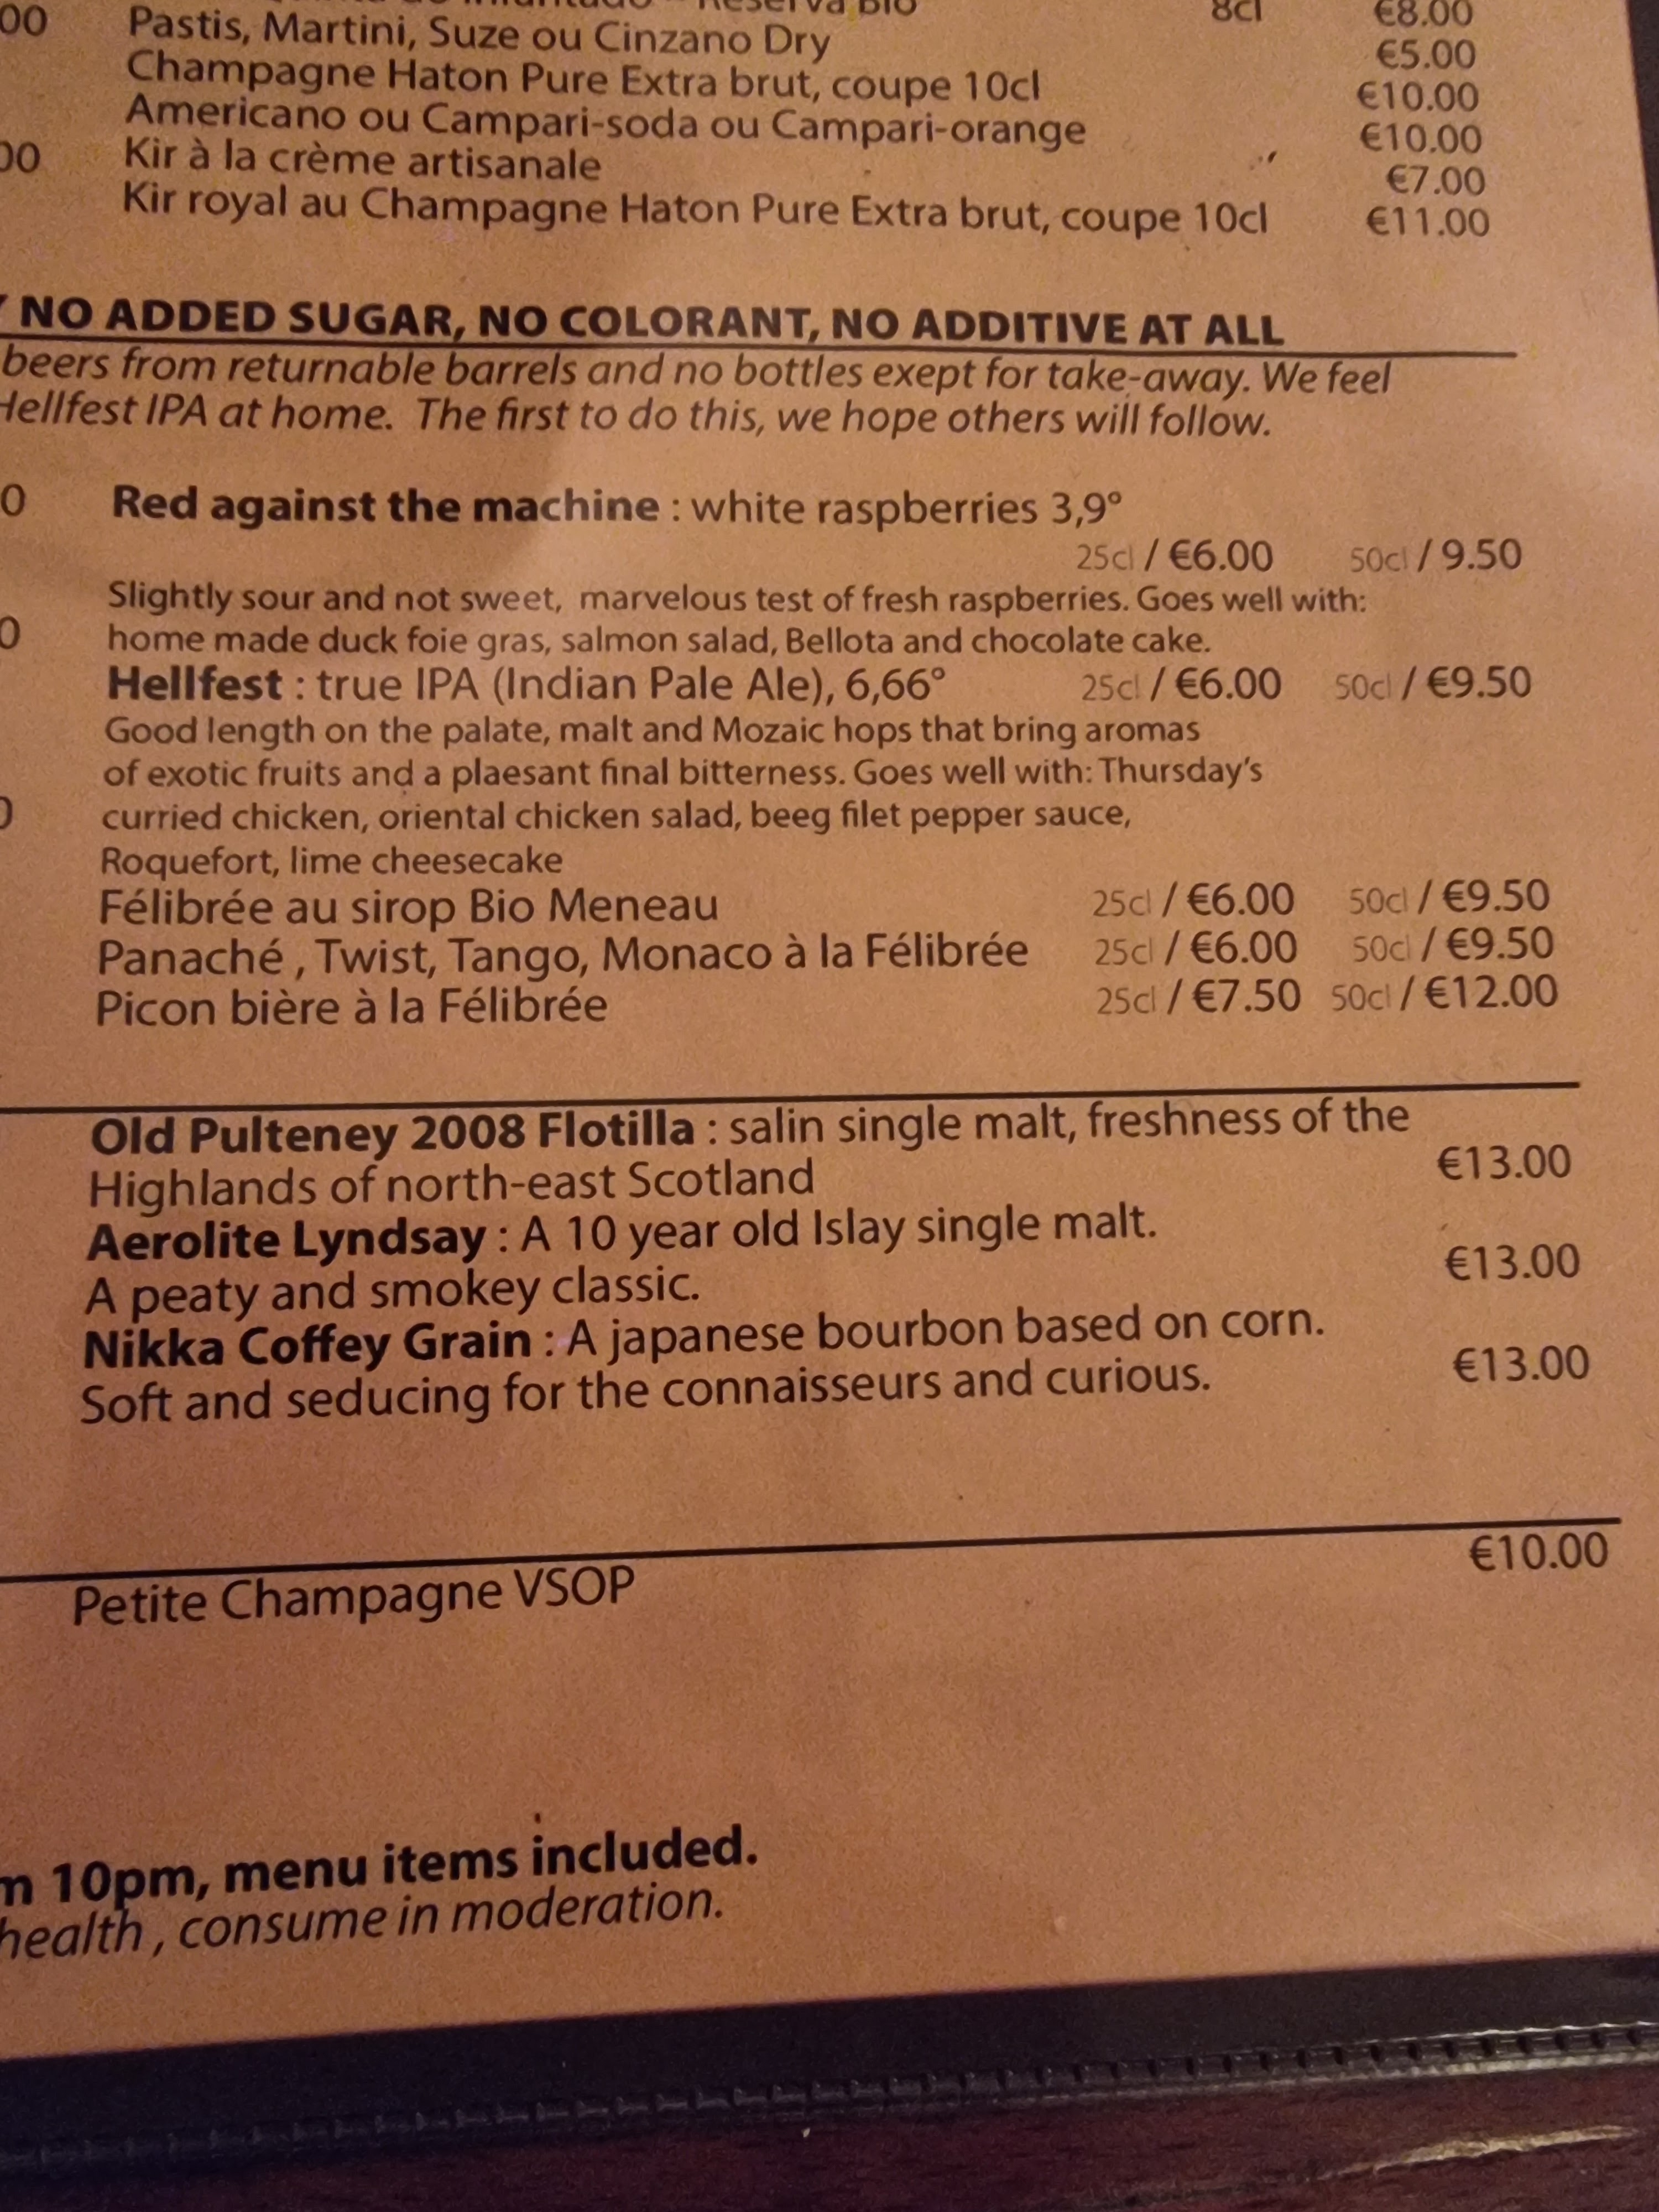 Reserva Bio 8cl €8.00
00 Pastis, Martini, Suze ou Cinzano Dry €5.00
Champagne Haton Pure Extra brut, coupe 10cl €10.00
Americano ou Campari-soda ou Campari-orange €10.00
00 Kir à la crème artisanale €7.00
Kir royal au Champagne Haton Pure Extra brut, coupe 10cl €11.00
NO ADDED SUGAR, NO COLORANT, NO ADDITIVE AT ALL
beers from returnable barrels and no bottles exept for take-away. We feel
Hellfest IPA at home. The first to do this, we hope others will follow.
0 Red against the machine : white raspberries 3,9°
25cl / €6.00 50cl / 9.50
Slightly sour and not sweet, marvelous test of fresh raspberries. Goes well with:
0 home made duck foie gras, salmon salad, Bellota and chocolate cake.
Hellfest : true IPA (Indian Pale Ale), 6,66° 25cl / €6.00 50cl / €9.50
Good length on the palate, malt and Mozaic hops that bring aromas
of exotic fruits and a plaesant final bitterness. Goes well with: Thursday's
0 curried chicken, oriental chicken salad, beeg filet pepper sauce,
Roquefort, lime cheesecake
Félibrée au sirop Bio Meneau 25cl / €6.00 50cl / €9.50
Panaché , Twist, Tango, Monaco à la Félibrée 25cl / €6.00 50cl / €9.50
Picon bière à la Félibrée 25cl / €7.50 50cl / €12.00
Old Pulteney 2008 Flotilla : salin single malt, freshness of the
Highlands of north-east Scotland €13.00
Aerolite Lyndsay : A 10 year old Islay single malt.
A peaty and smokey classic. €13.00
Nikka Coffey Grain : A japanese bourbon based on corn.
Soft and seducing for the connaisseurs and curious. €13.00
Petite Champagne VSOP €10.00
m 10pm, menu items included.
health , consume in moderation.